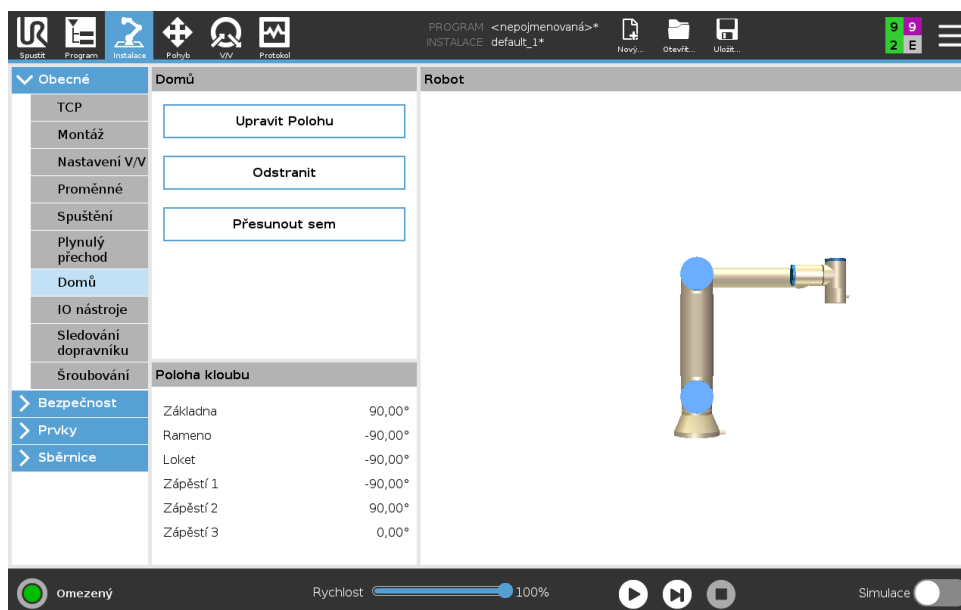 UR
PROGRAM <nepojmenovaná>*
INSTALACE default_1*
9 9
2 E
Spustit Program Instalace Pohyb V/V Protokol Nový... Otevřít... Uložit...
Obecné
TCP
Montáž
Nastavení V/V
Proměnné
Spuštění
Plynulý
přechod
Domů
IO nástroje
Sledování
dopravníku
Šroubování
Bezpečnost
Prvky
Sběrnice
Domů
Upravit Polohu
Odstranit
Přesunout sem
Poloha kloubu
Základna 90,00°
Rameno -90,00°
Loket -90,00°
Zápěstí 1 -90,00°
Zápěstí 2 90,00°
Zápěstí 3 0,00°
Robot
Omezený Rychlost 100% Simulace